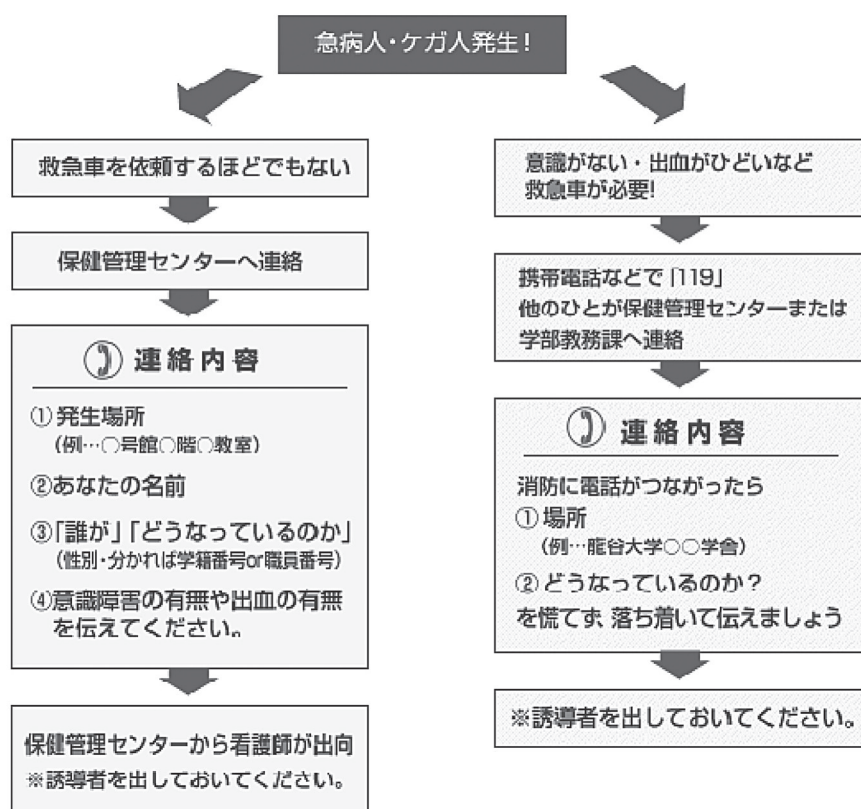 急病人・ケガ人発生!
救急車を依頼するほどでもない
保健管理センターへ連絡
連絡内容
①発生場所
(例…○号館○階○教室)
②あなたの名前
③「誰が」「どうなっているのか」
(性別・分かれば学籍番号or職員番号)
④意識障害の有無や出血の有無
を伝えてください。
保健管理センターから看護師が出向
※誘導者を出しておいてください。
意識がない・出血がひどいなど
救急車が必要!
携帯電話などで「119」
他のひとが保健管理センターまたは
学部教務課へ連絡
連絡内容
消防に電話がつながったら
①場所
(例…龍谷大学○○学舎)
②どうなっているのか?
を慌てず、落ち着いて伝えましょう
※誘導者を出しておいてください。